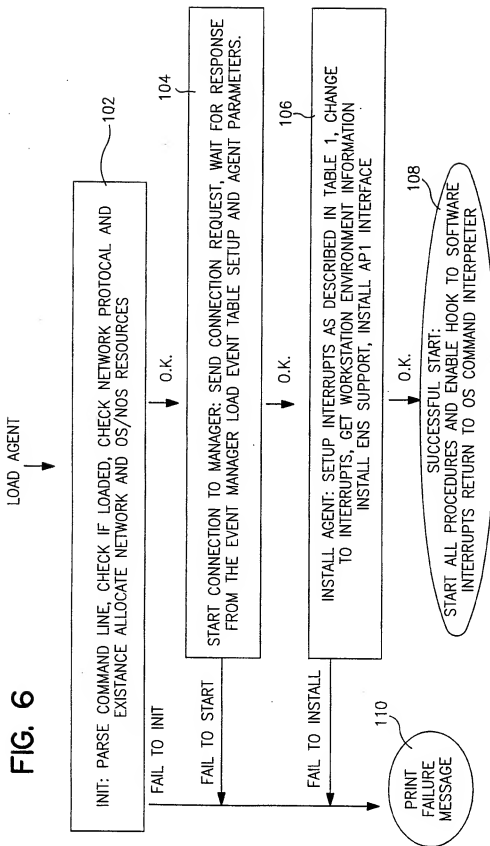 FIG. 6
LOAD AGENT
102
INIT: PARSE COMMAND LINE, CHECK IF LOADED, CHECK NETWORK PROTOCAL AND
EXISTANCE ALLOCATE NETWORK AND OS/NOS RESOURCES
FAIL TO INIT
O.K.
104
START CONNECTION TO MANAGER: SEND CONNECTION REQUEST, WAIT FOR RESPONSE
FROM THE EVENT MANAGER LOAD EVENT TABLE SETUP AND AGENT PARAMETERS.
FAIL TO START
O.K.
106
INSTALL AGENT: SETUP INTERRUPTS AS DESCRIBED IN TABLE 1, CHANGE
TO INTERRUPTS, GET WORKSTATION ENVIRONMENT INFORMATION
INSTALL ENS SUPPORT, INSTALL AP1 INTERFACE
FAIL TO INSTALL
O.K.
110
PRINT
FAILURE
MESSAGE
108
SUCCESSFUL START:
START ALL PROCEDURES AND ENABLE HOOK TO SOFTWARE
INTERRUPTS RETURN TO OS COMMAND INTERPRETER